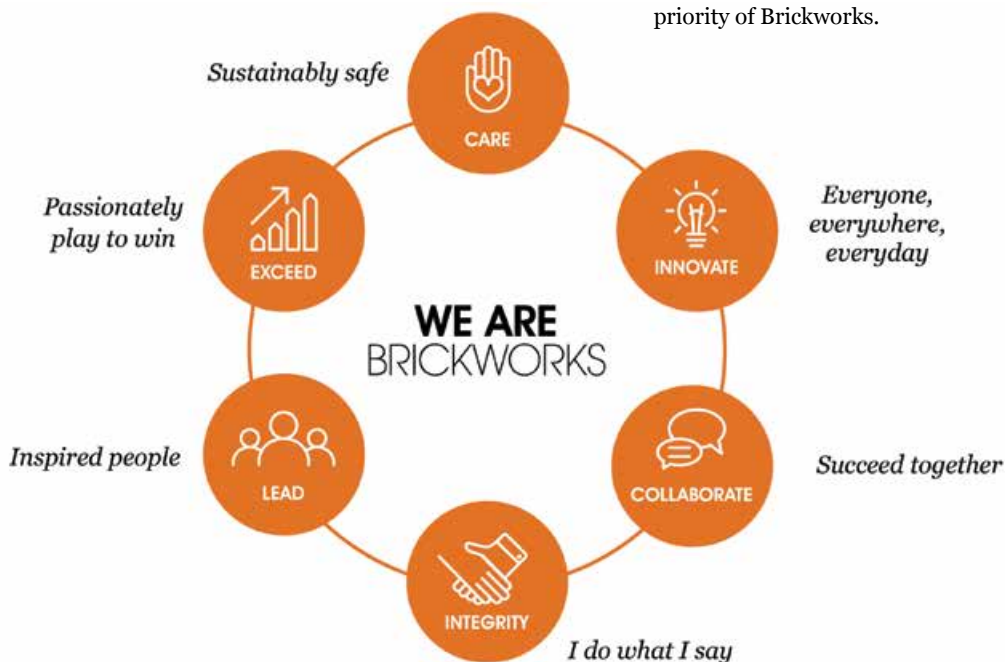 priority of Brickworks.
Sustainably safe
CARE
Everyone,
everywhere,
everyday
INNOVATE
Succeed together
COLLABORATE
I do what I say
INTEGRITY
Inspired people
LEAD
Passionately
play to win
EXCEED
WE ARE
BRICKWORKS